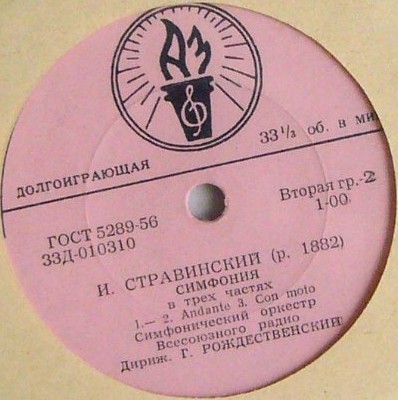 АЗ
ДОЛГОИГРАЮЩАЯ
33⅓ об. в мин.
ГОСТ 5289-56
33Д-010310
Вторая гр.-2
1-00
И. СТРАВИНСКИЙ (р. 1882)
СИМФОНИЯ
в трех частях
1.— 2. Andante 3. Con moto
Симфонический оркестр
Всесоюзного радио
Дириж. Г. РОЖДЕСТВЕНСКИЙ